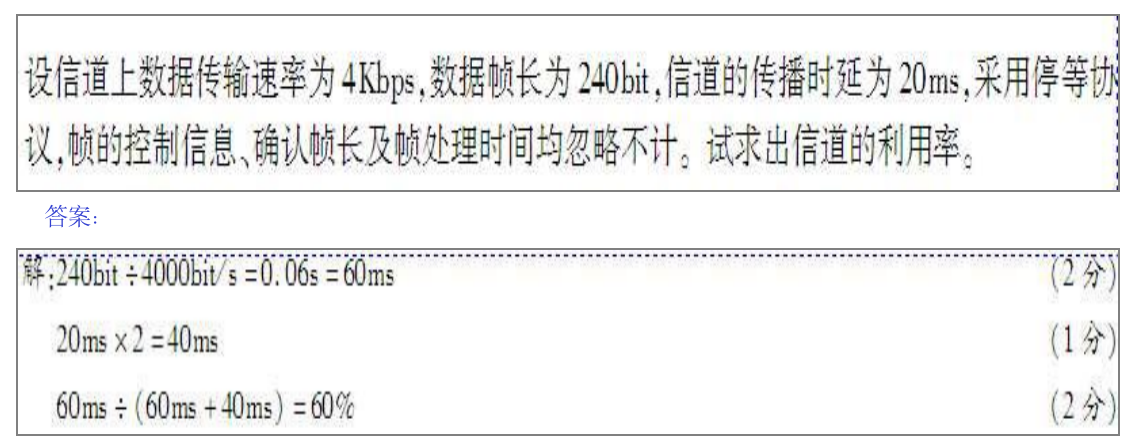 设信道上数据传输速率为4Kbps,数据帧长为240bit,信道的传播时延为20ms,采用停等协
议,帧的控制信息、确认帧长及帧处理时间均忽略不计。试求出信道的利用率。
答案:
解:240bit÷4000bit/s=0.06s=60ms (2分)
20ms×2=40ms (1分)
60ms÷(60ms+40ms)=60% (2分)